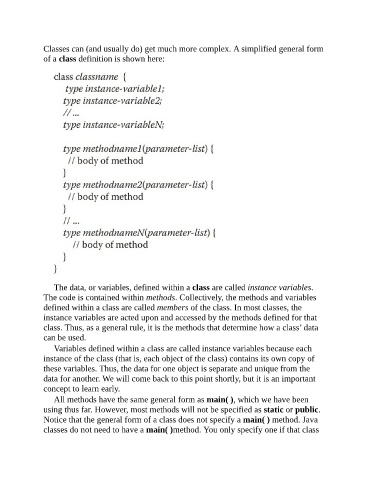 Classes can (and usually do) get much more complex. A simplified general form
of a class definition is shown here:
class classname {
type instance-variable1;
type instance-variable2;
// ...
type instance-variableN;
type methodname1(parameter-list) {
// body of method
}
type methodname2(parameter-list) {
// body of method
}
// ...
type methodnameN(parameter-list) {
// body of method
}
}
The data, or variables, defined within a class are called instance variables.
The code is contained within methods. Collectively, the methods and variables
defined within a class are called members of the class. In most classes, the
instance variables are acted upon and accessed by the methods defined for that
class. Thus, as a general rule, it is the methods that determine how a class’ data
can be used.
Variables defined within a class are called instance variables because each
instance of the class (that is, each object of the class) contains its own copy of
these variables. Thus, the data for one object is separate and unique from the
data for another. We will come back to this point shortly, but it is an important
concept to learn early.
All methods have the same general form as main( ), which we have been
using thus far. However, most methods will not be specified as static or public.
Notice that the general form of a class does not specify a main( ) method. Java
classes do not need to have a main( )method. You only specify one if that class